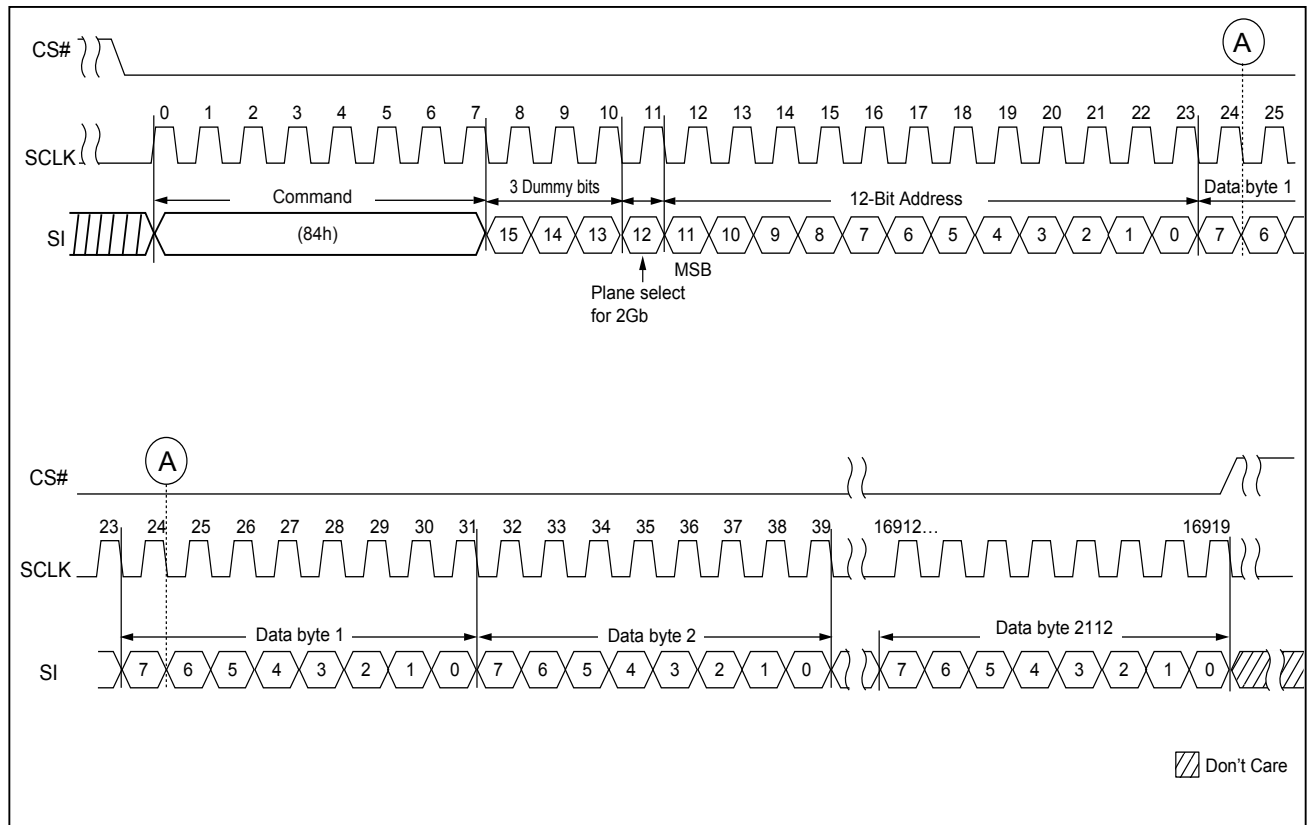 CS#
A
0 1 2 3 4 5 6 7 8 9 10 11 12 13 14 15 16 17 18 19 20 21 22 23 24 25
SCLK
Command 3 Dummy bits 12-Bit Address Data byte 1
SI (84h) 15 14 13 12 11 10 9 8 7 6 5 4 3 2 1 0 7 6
MSB
Plane select
for 2Gb
A
CS#
23 24 25 26 27 28 29 30 31 32 33 34 35 36 37 38 39 16912... 16919
SCLK
Data byte 1 Data byte 2 Data byte 2112
SI 7 6 5 4 3 2 1 0 7 6 5 4 3 2 1 0 7 6 5 4 3 2 1 0
Don't Care